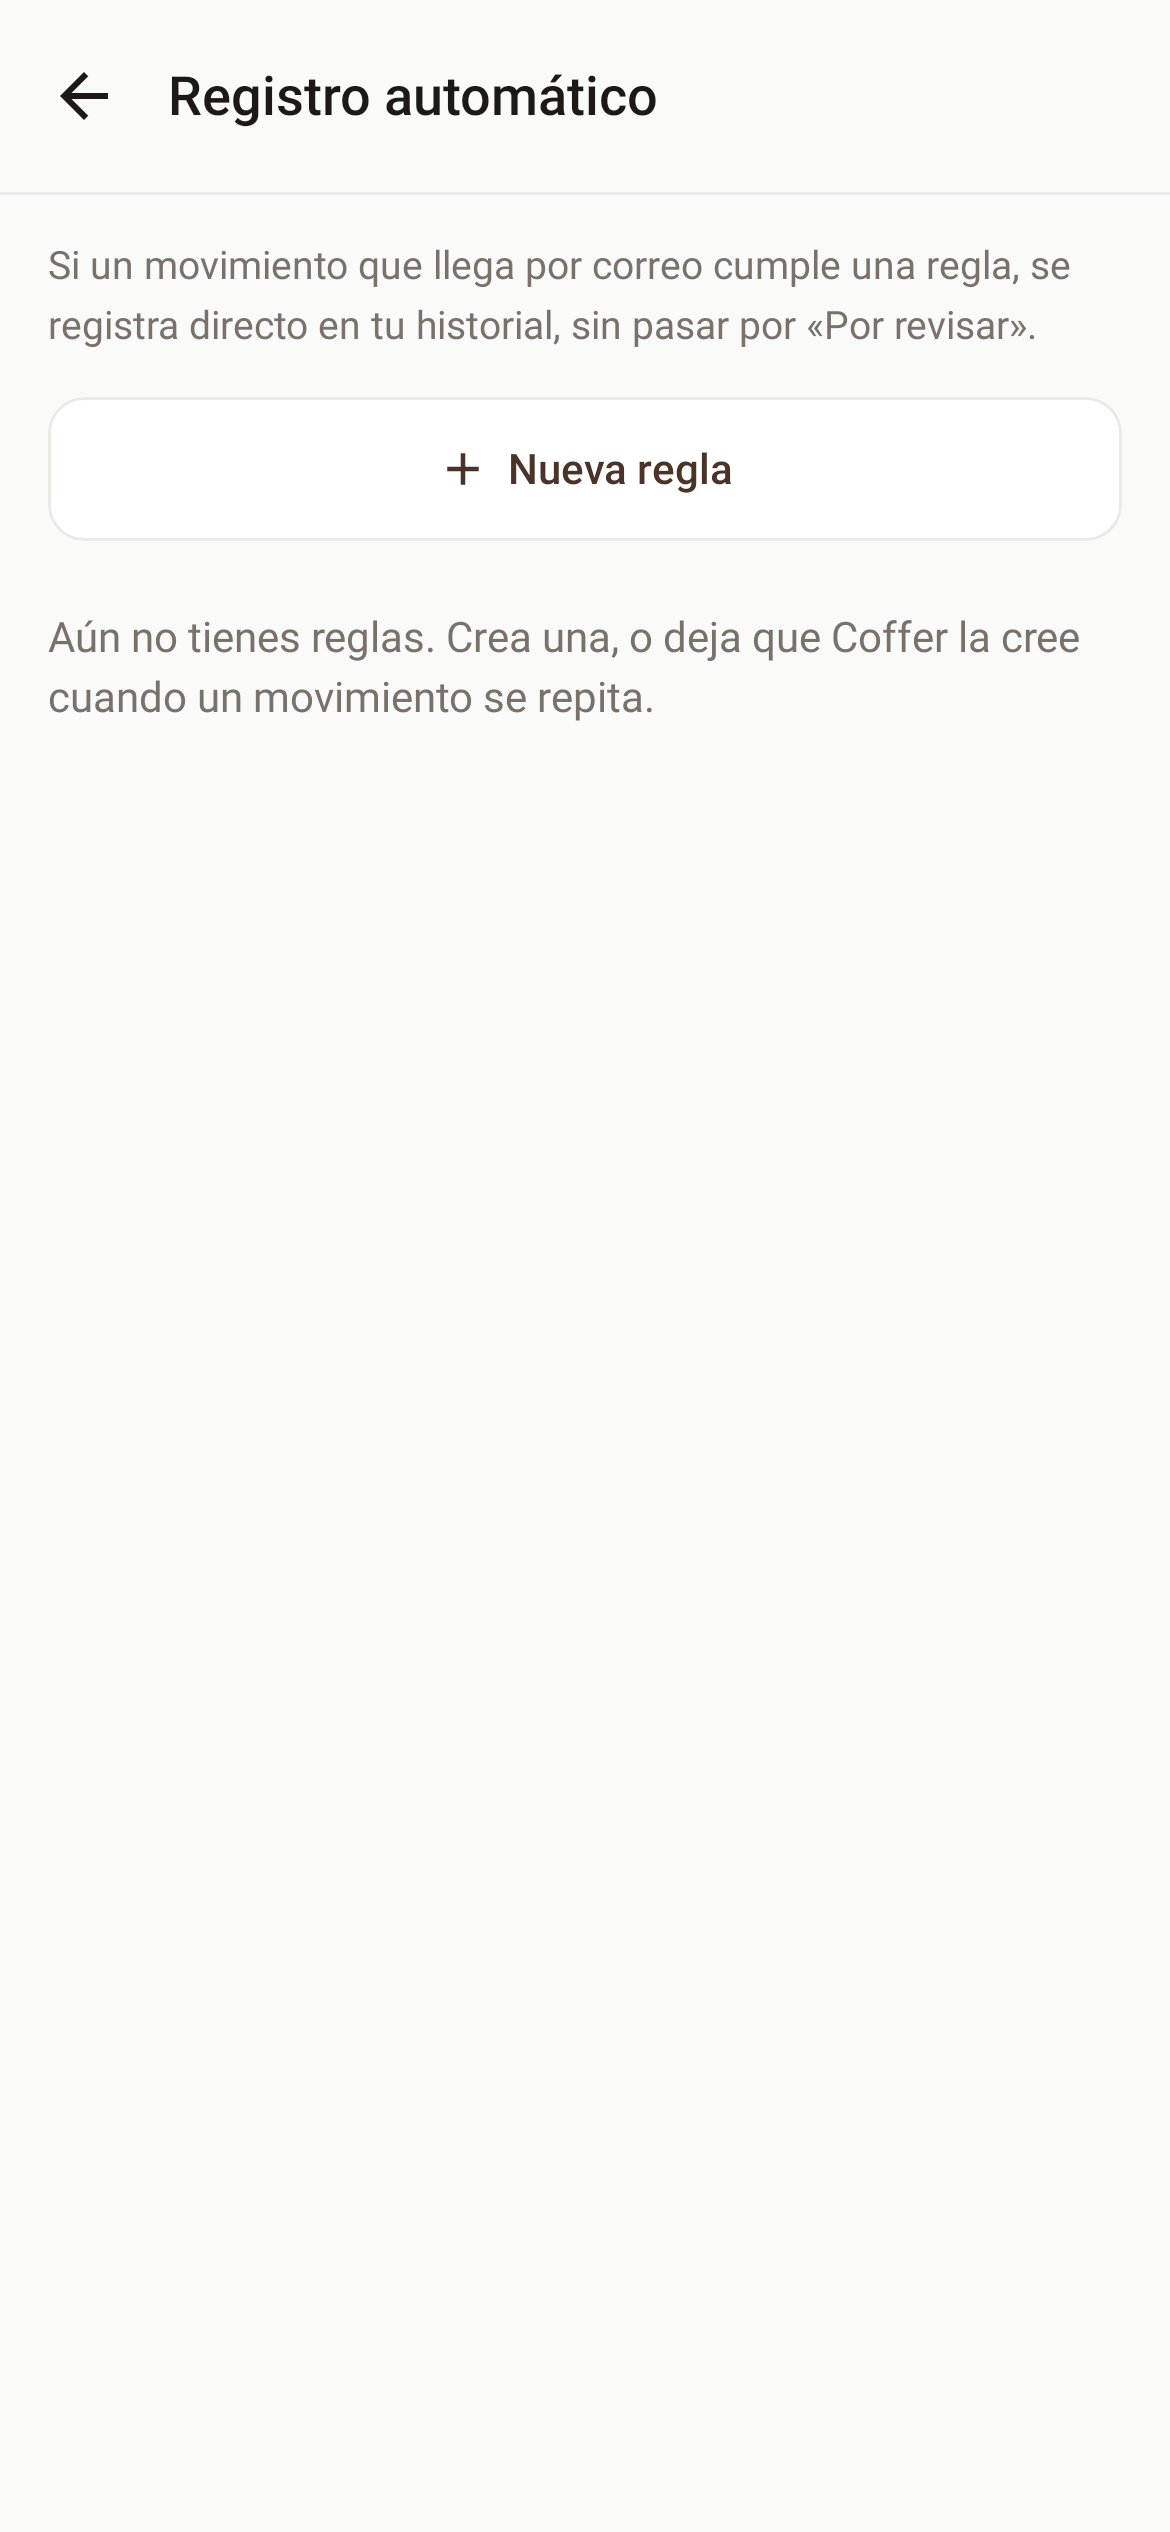 Registro automático
Si un movimiento que llega por correo cumple una regla, se
registra directo en tu historial, sin pasar por «Por revisar».
+ Nueva regla
Aún no tienes reglas. Crea una, o deja que Coffer la cree
cuando un movimiento se repita.